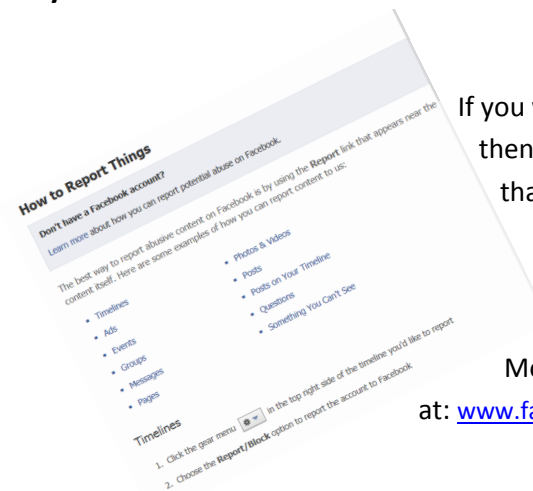 How to Report Things
Don't have a Facebook account?
Learn more about how you can report potential abuse on Facebook.
The best way to report abusive content on Facebook is by using the Report link that appears near the
content itself. Here are some examples of how you can report content to us:
• Timelines
• Ads
• Events
• Groups
• Messages
• Pages
• Photos & Videos
• Posts
• Posts on Your Timeline
• Questions
• Something You Can't See
Timelines
1. Click the gear menu in the top right side of the timeline you'd like to report
2. Choose the Report/Block option to report the account to Facebook
If you
then
at: www.fa